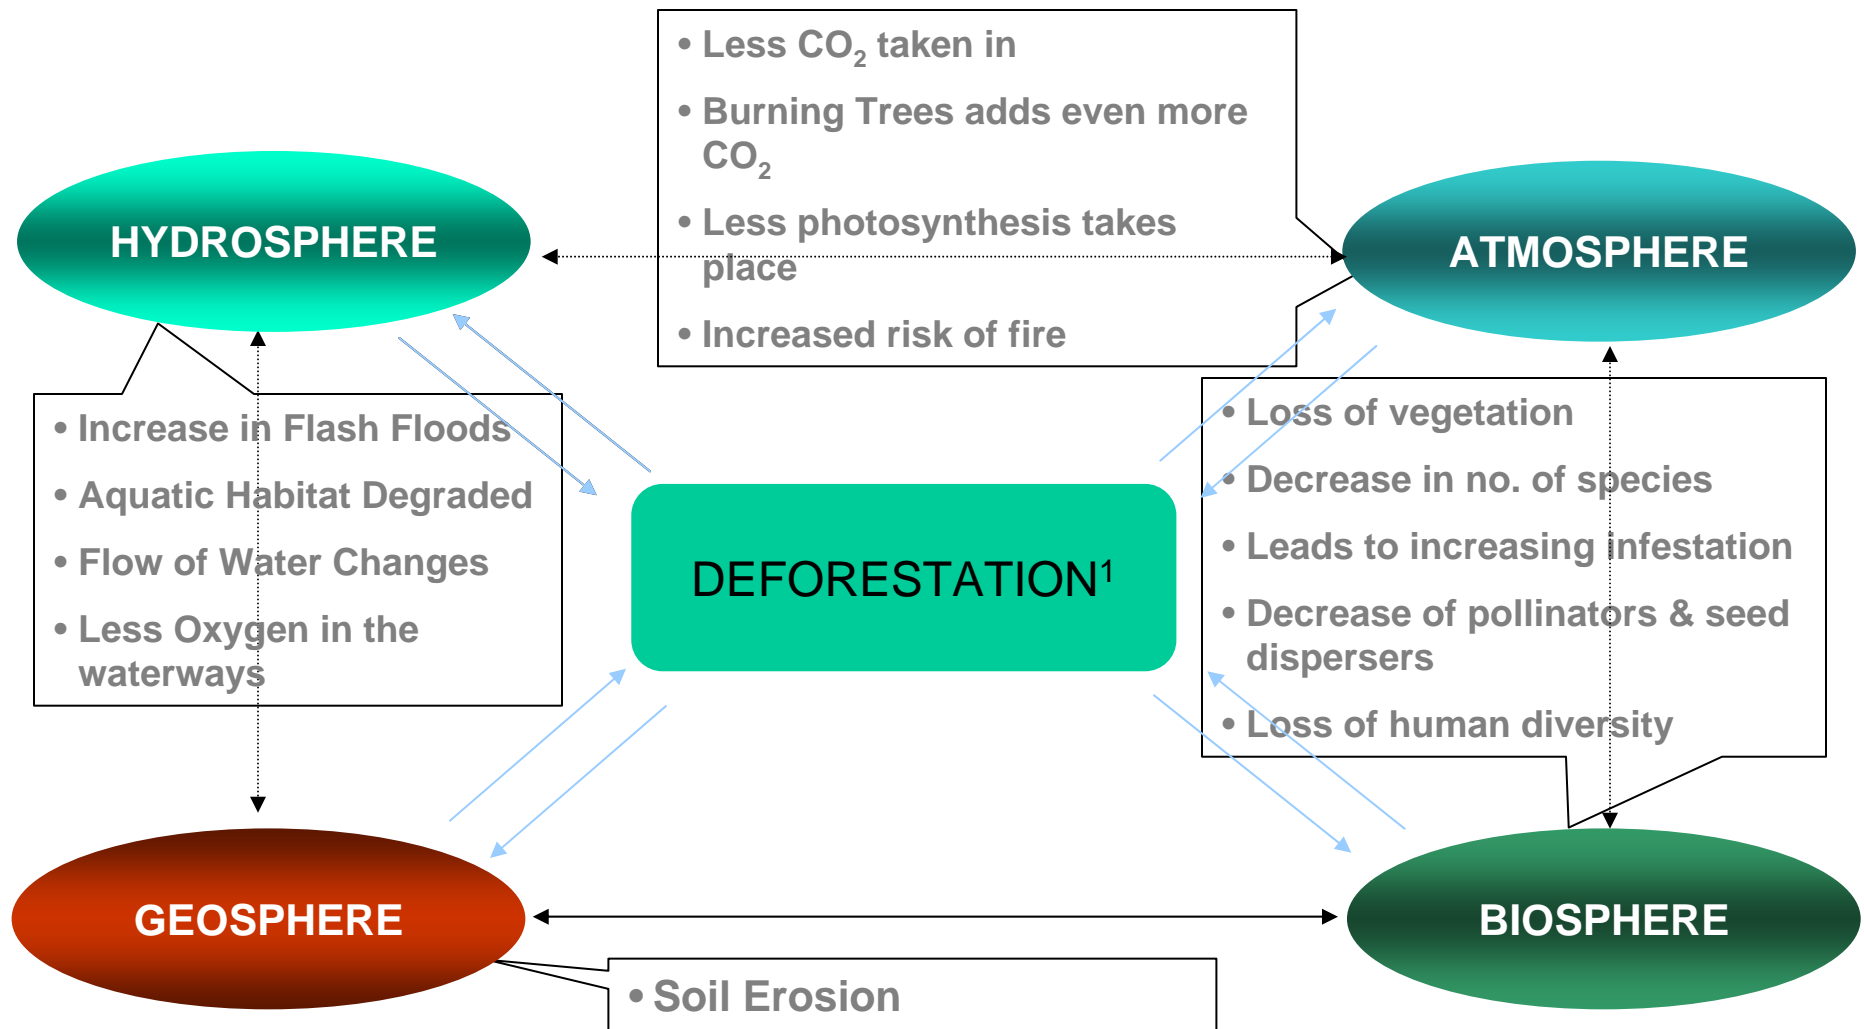 • Less CO₂ taken in
• Burning Trees adds even more
CO₂
• Less photosynthesis takes
place
• Increased risk of fire
HYDROSPHERE
ATMOSPHERE
• Increase in Flash Floods
• Aquatic Habitat Degraded
• Flow of Water Changes
• Less Oxygen in the
waterways
DEFORESTATION¹
• Loss of vegetation
• Decrease in no. of species
• Leads to increasing infestation
• Decrease of pollinators & seed
dispersers
• Loss of human diversity
GEOSPHERE
BIOSPHERE
• Soil Erosion